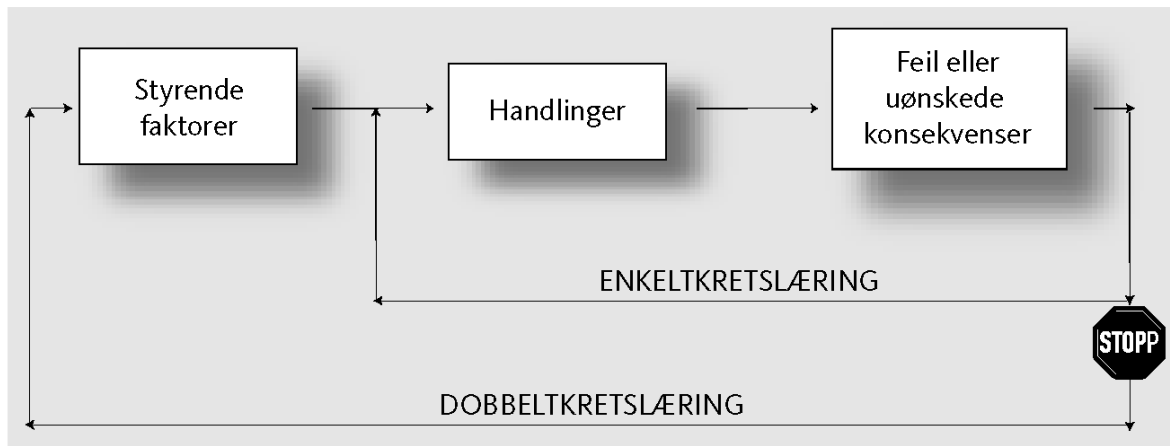 Styrende
faktorer
Handlinger
Feil eller
uønskede
konsekvenser
ENKELTKRETSLÆRING
STOPP
DOBBELTKRETSLÆRING